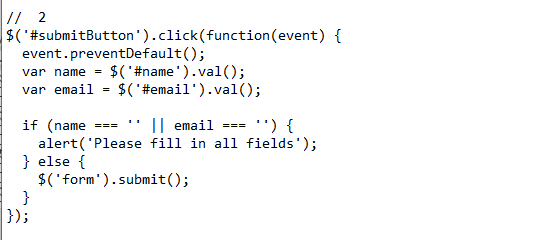 //  2
$('#submitButton').click(function(event) {
  event.preventDefault();
  var name = $('#name').val();
  var email = $('#email').val();

  if (name === '' || email === '') {
    alert('Please fill in all fields');
  } else {
    $('form').submit();
  }
});